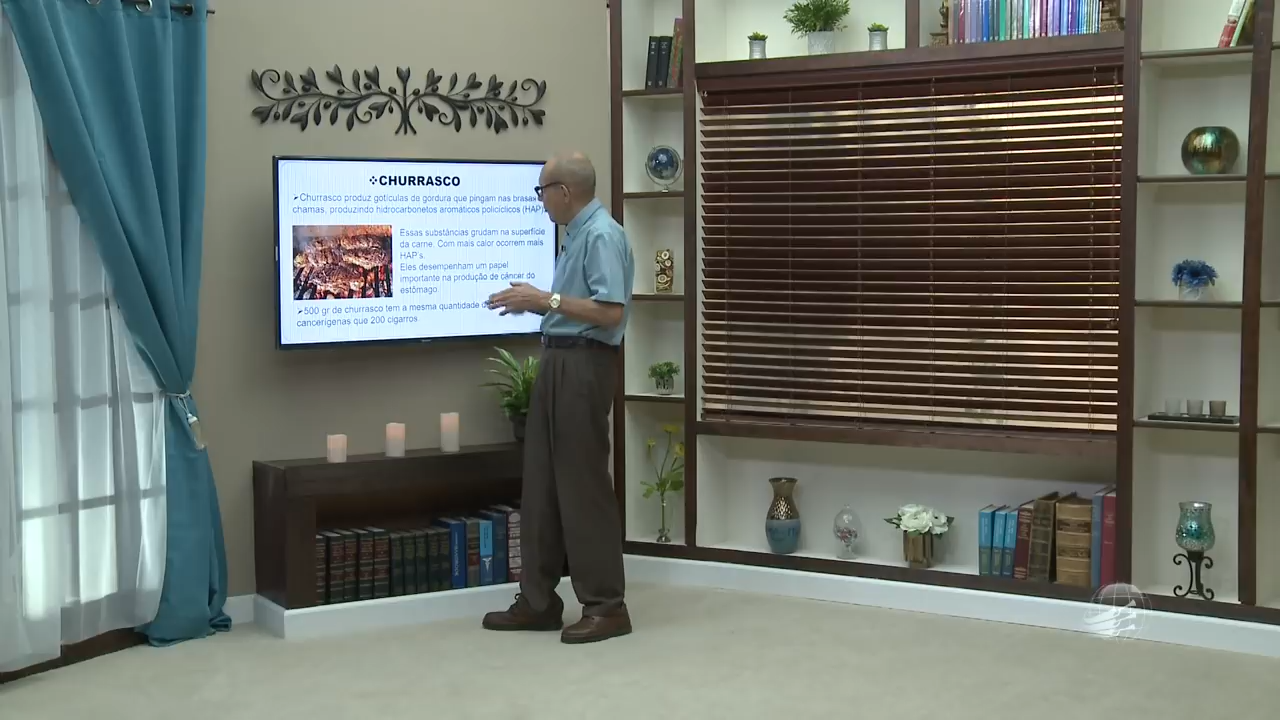 ❖CHURRASCO
➢Churrasco produz gotículas de gordura que pingam nas brasas
chamas, produzindo hidrocarbonetos aromáticos policíclicos (HAP)
Essas substâncias grudam na superfície
da carne. Com mais calor ocorrem mais
HAP's.
Eles desempenham um papel
importante na produção de câncer do
estômago
➢500 gr de churrasco tem a mesma quantidade
cancerígenas que 200 cigarros